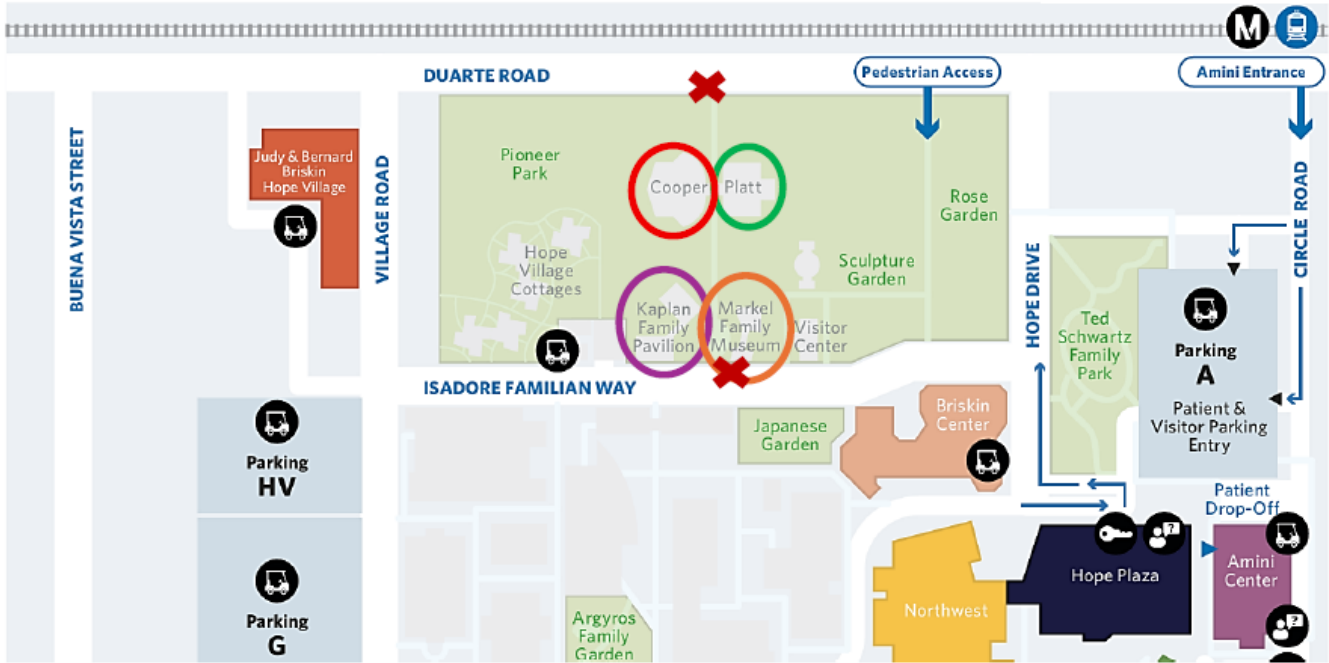 M
DUARTE ROAD
Pedestrian Access
Amini Entrance
BUENA VISTA STREET
Judy & Bernard
Briskin
Hope Village
VILLAGE ROAD
Pioneer
Park
Cooper
Platt
Rose
Garden
CIRCLE ROAD
Hope
Village
Cottages
Sculpture
Garden
HOPE DRIVE
Kaplan
Family
Pavilion
Markel
Family
Museum
Visitor
Center
Ted
Schwartz
Family
Park
Parking
A
Patient &
Visitor Parking
Entry
ISADORE FAMILIAN WAY
Japanese
Garden
Briskin
Center
Parking
HV
Patient
Drop-Off
Parking
G
Argyros
Family
Garden
Northwest
Hope Plaza
?
Amini
Center
?